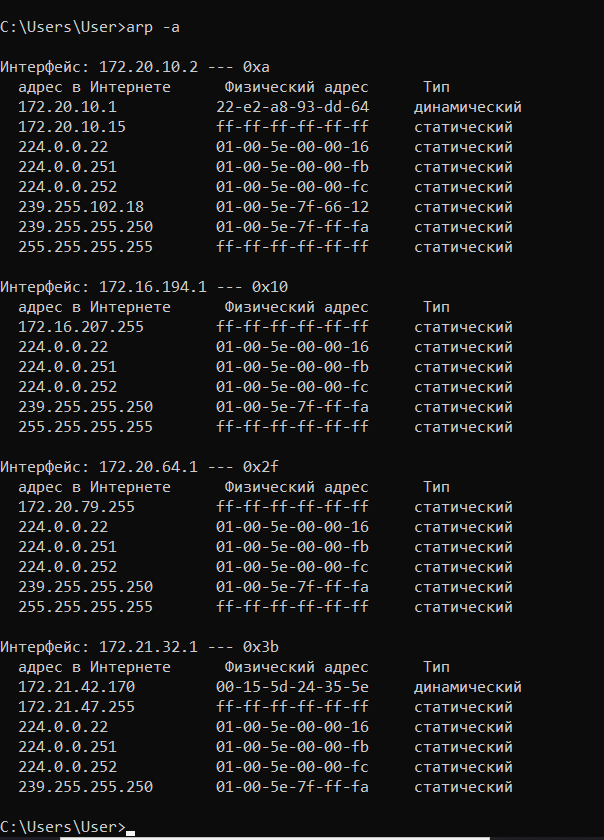 C:\Users\User>arp -a
Интерфейс: 172.20.10.2 --- 0xa
адрес в Интернете Физический адрес Тип
172.20.10.1 22-e2-a8-93-dd-64 динамический
172.20.10.15 ff-ff-ff-ff-ff-ff статический
224.0.0.22 01-00-5e-00-00-16 статический
224.0.0.251 01-00-5e-00-00-fb статический
224.0.0.252 01-00-5e-00-00-fc статический
239.255.102.18 01-00-5e-7f-66-12 статический
239.255.255.250 01-00-5e-7f-ff-fa статический
255.255.255.255 ff-ff-ff-ff-ff-ff статический
Интерфейс: 172.16.194.1 --- 0x10
адрес в Интернете Физический адрес Тип
172.16.207.255 ff-ff-ff-ff-ff-ff статический
224.0.0.22 01-00-5e-00-00-16 статический
224.0.0.251 01-00-5e-00-00-fb статический
224.0.0.252 01-00-5e-00-00-fc статический
239.255.255.250 01-00-5e-7f-ff-fa статический
255.255.255.255 ff-ff-ff-ff-ff-ff статический
Интерфейс: 172.20.64.1 --- 0x2f
адрес в Интернете Физический адрес Тип
172.20.79.255 ff-ff-ff-ff-ff-ff статический
224.0.0.22 01-00-5e-00-00-16 статический
224.0.0.251 01-00-5e-00-00-fb статический
224.0.0.252 01-00-5e-00-00-fc статический
239.255.255.250 01-00-5e-7f-ff-fa статический
255.255.255.255 ff-ff-ff-ff-ff-ff статический
Интерфейс: 172.21.32.1 --- 0x3b
адрес в Интернете Физический адрес Тип
172.21.42.170 00-15-5d-24-35-5e динамический
172.21.47.255 ff-ff-ff-ff-ff-ff статический
224.0.0.22 01-00-5e-00-00-16 статический
224.0.0.251 01-00-5e-00-00-fb статический
224.0.0.252 01-00-5e-00-00-fc статический
239.255.255.250 01-00-5e-7f-ff-fa статический
C:\Users\User>